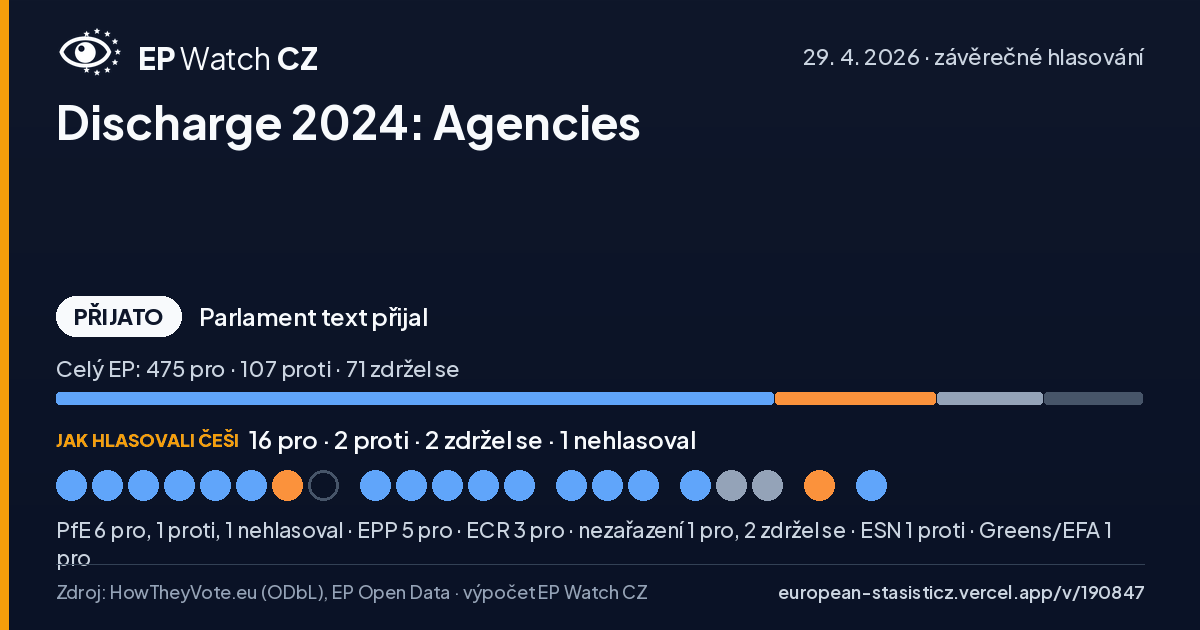 EP Watch CZ
29. 4. 2026 · závěrečné hlasování
Discharge 2024: Agencies
PŘIJATO Parlament text přijal
Celý EP: 475 pro · 107 proti · 71 zdržel se
JAK HLASOVALI ČEŠI 16 pro · 2 proti · 2 zdržel se · 1 nehlasoval
PfE 6 pro, 1 proti, 1 nehlasoval · EPP 5 pro · ECR 3 pro · nezařazení 1 pro, 2 zdržel se · ESN 1 proti · Greens/EFA 1
pro
Zdroj: HowTheyVote.eu (ODbL), EP Open Data · výpočet EP Watch CZ
european-stasisticz.vercel.app/v/190847